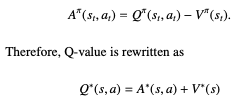 A^π(s_t, a_t) = Q^π(s_t, a_t) − V^π(s_t).
Therefore, Q-value is rewritten as
Q*(s, a) = A*(s, a) + V*(s)